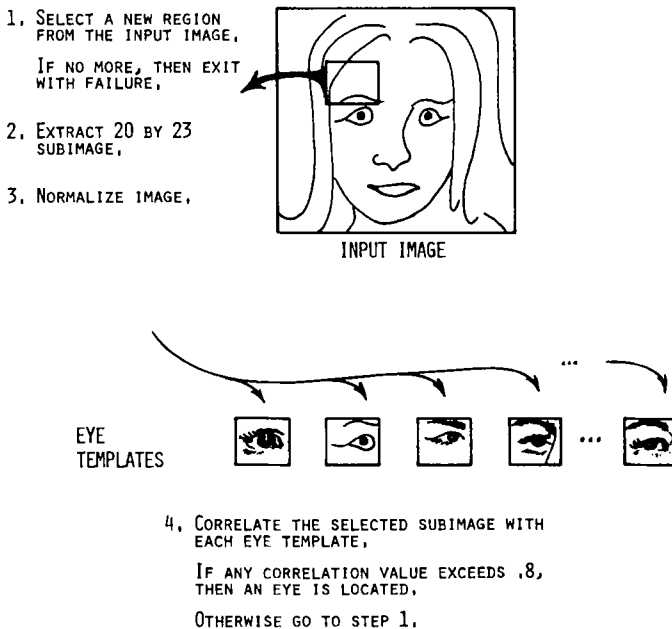 1. SELECT A NEW REGION
FROM THE INPUT IMAGE.
IF NO MORE, THEN EXIT
WITH FAILURE.
2. EXTRACT 20 BY 23
SUBIMAGE.
3. NORMALIZE IMAGE.
INPUT IMAGE
...
EYE
TEMPLATES
...
4. CORRELATE THE SELECTED SUBIMAGE WITH
EACH EYE TEMPLATE.
IF ANY CORRELATION VALUE EXCEEDS .8,
THEN AN EYE IS LOCATED.
OTHERWISE GO TO STEP 1.